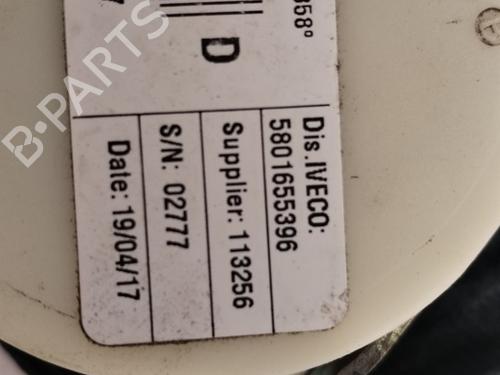 358°
D
Dis.IVECO:
5801655396
Supplier: 113256
S/N: 02777
Date: 19/04/17
B-PARTS